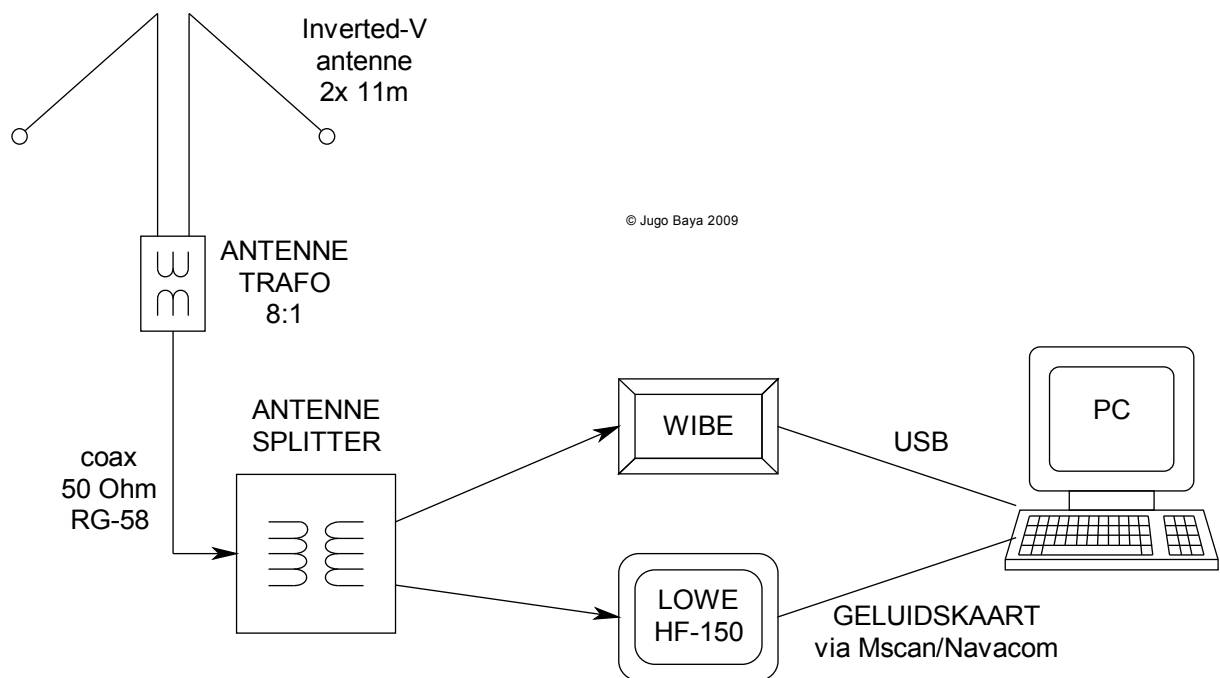 Inverted-V
antenne
2x 11m
© Jugo Baya 2009
ANTENNE
TRAFO
8:1
ANTENNE
SPLITTER
coax
50 Ohm
RG-58
WIBE
USB
PC
LOWE
HF-150
GELUIDSKAART
via Mscan/Navacom